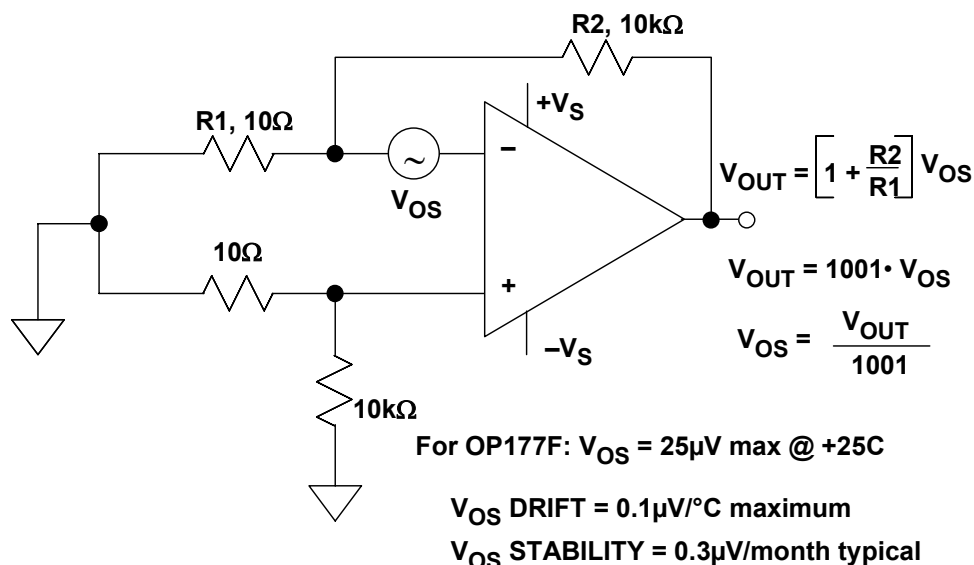 R2, 10kΩ
+VS
R1, 10Ω
−
~
VOS
VOUT = [1 + R2/R1] VOS
10Ω
VOUT = 1001• VOS
+
VOS = VOUT/1001
−VS
10kΩ
For OP177F: VOS = 25µV max @ +25C
VOS DRIFT = 0.1µV/°C maximum
VOS STABILITY = 0.3µV/month typical